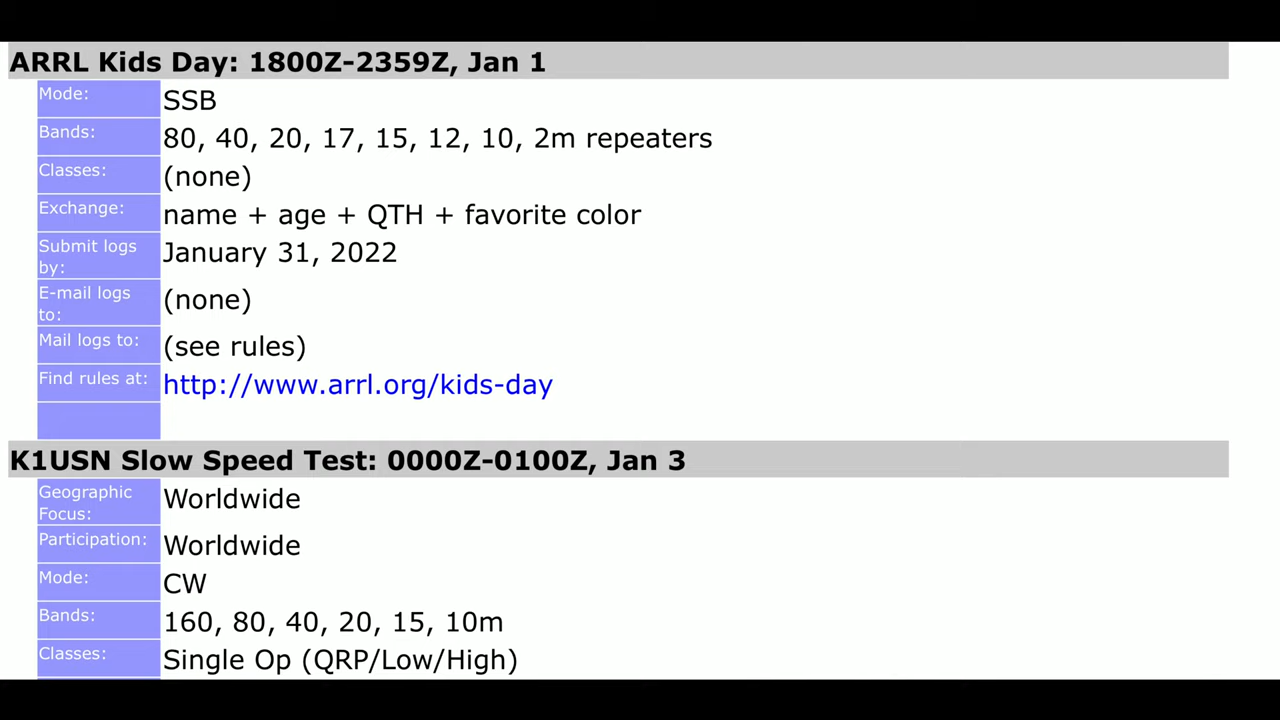 ARRL Kids Day: 1800Z-2359Z, Jan 1
Mode: SSB
Bands: 80, 40, 20, 17, 15, 12, 10, 2m repeaters
Classes: (none)
Exchange: name + age + QTH + favorite color
Submit logs by: January 31, 2022
E-mail logs to: (none)
Mail logs to: (see rules)
Find rules at: http://www.arrl.org/kids-day
K1USN Slow Speed Test: 0000Z-0100Z, Jan 3
Geographic Focus: Worldwide
Participation: Worldwide
Mode: CW
Bands: 160, 80, 40, 20, 15, 10m
Classes: Single Op (QRP/Low/High)